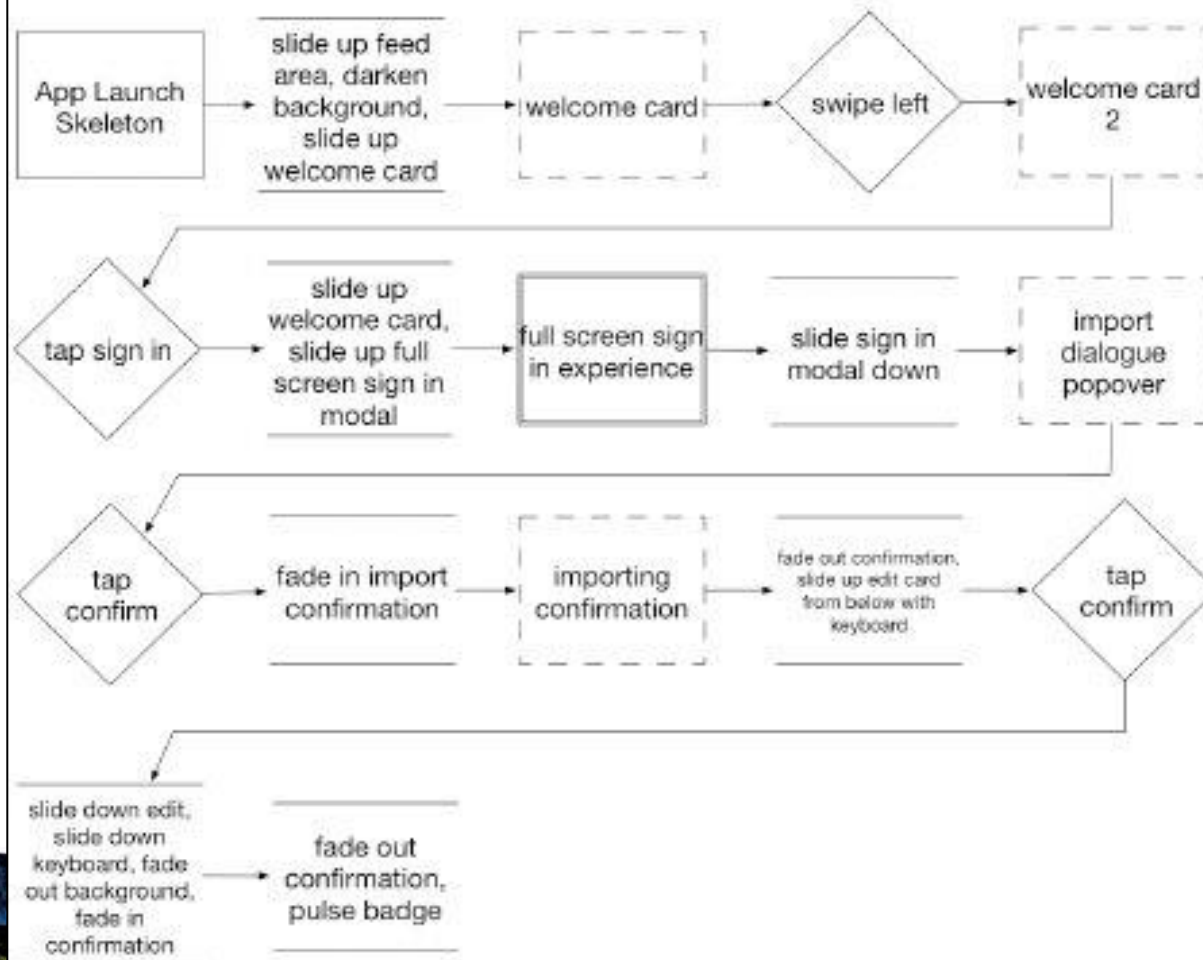 App Launch
Skeleton
slide up feed
area, darken
background,
slide up
welcome card
welcome card
swipe left
welcome card
2
tap sign in
slide up
welcome card,
slide up full
screen sign in
modal
full screen sign
in experience
slide sign in
modal down
import
dialogue
popover
tap
confirm
fade in import
confirmation
importing
confirmation
fade out confirmation,
slide up edit card
from below with
keyboard
tap
confirm
slide down edit,
slide down
keyboard, fade
out background,
fade in
confirmation
fade out
confirmation,
pulse badge